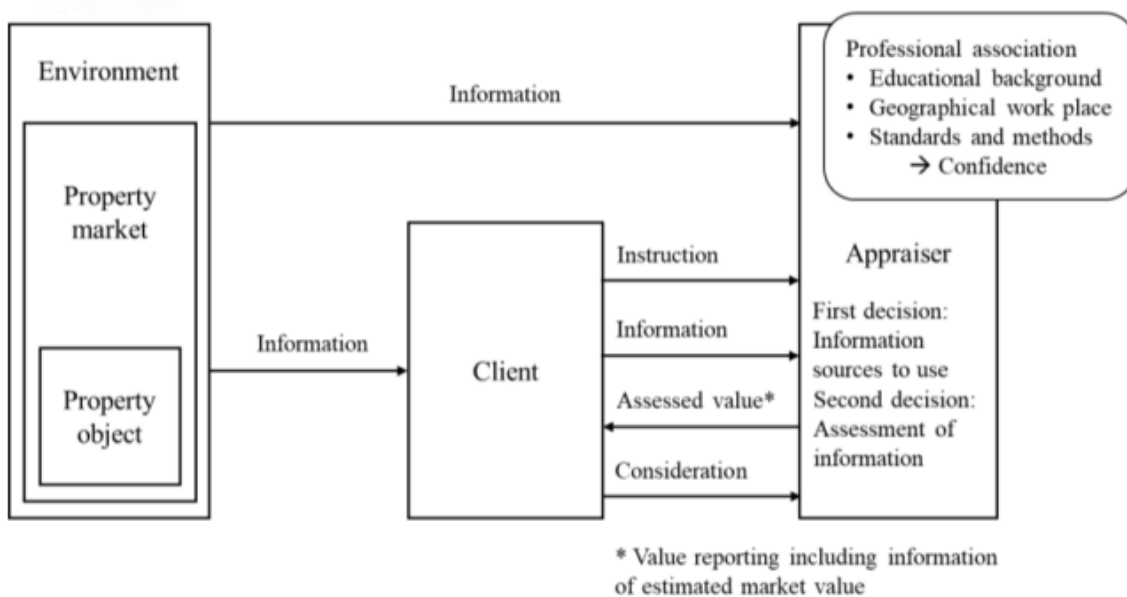 Environment
Property
market
Property
object
Information
Information
Client
Instruction
Information
Assessed value*
Consideration
Professional association
• Educational background
• Geographical work place
• Standards and methods
→ Confidence
Appraiser
First decision:
Information
sources to use
Second decision:
Assessment of
information
* Value reporting including information
of estimated market value